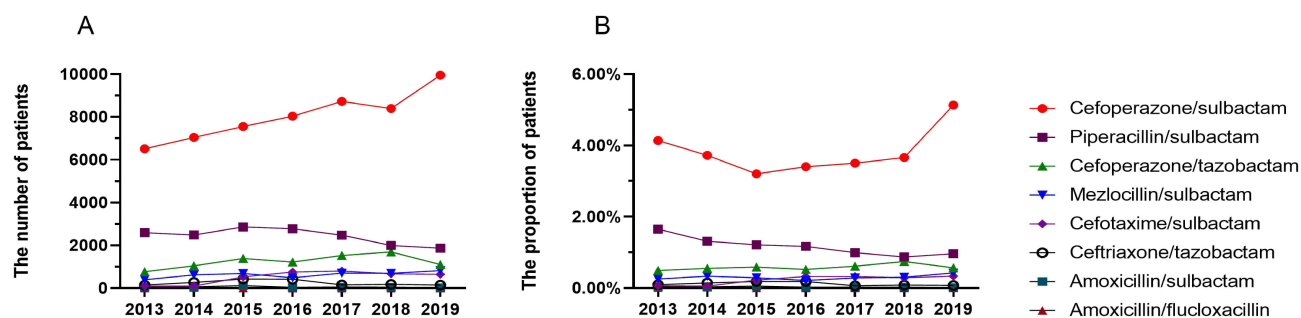 A
The number of patients
10000
8000
6000
4000
2000
0
2013 2014 2015 2016 2017 2018 2019
B
The proportion of patients
6.00%
4.00%
2.00%
0.00%
2013 2014 2015 2016 2017 2018 2019
Cefoperazone/sulbactam
Piperacillin/sulbactam
Cefoperazone/tazobactam
Mezlocillin/sulbactam
Cefotaxime/sulbactam
Ceftriaxone/tazobactam
Amoxicillin/sulbactam
Amoxicillin/flucloxacillin